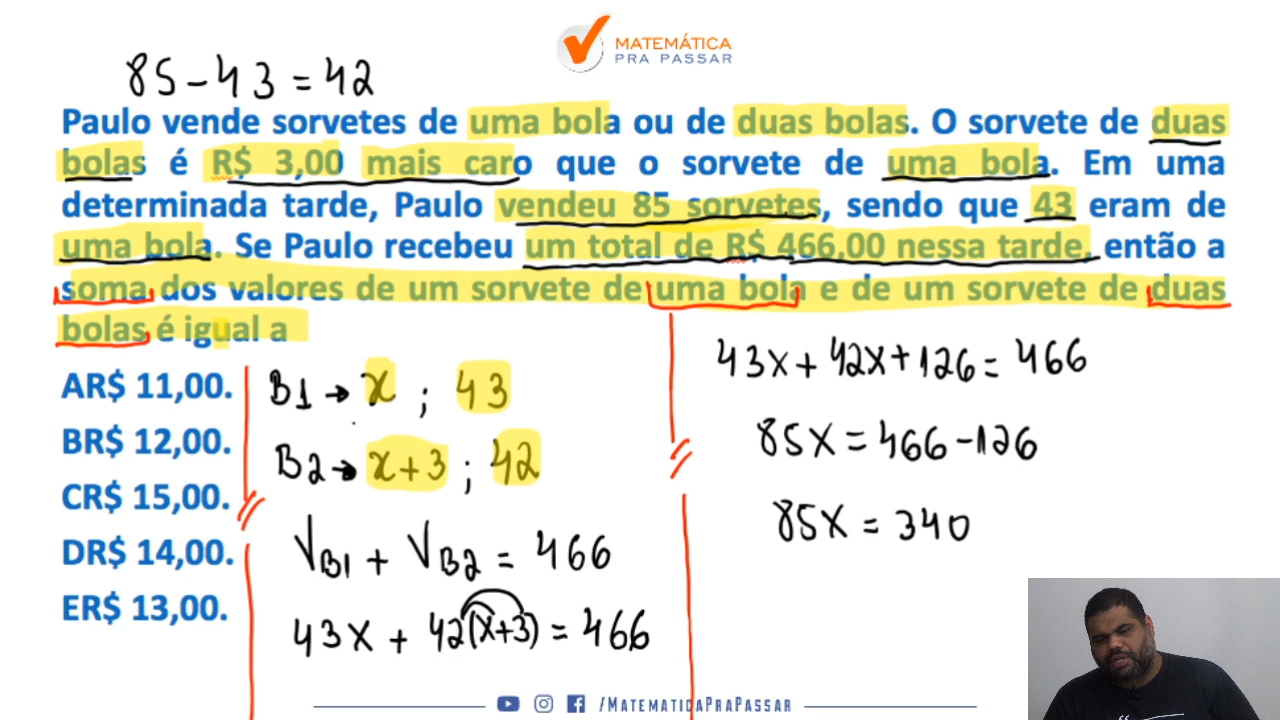 MATEMÁTICA
PRA PASSAR
85-43=42
Paulo vende sorvetes de uma bola ou de duas bolas. O sorvete de duas
bolas é R$ 3,00 mais caro que o sorvete de uma bola. Em uma
determinada tarde, Paulo vendeu 85 sorvetes, sendo que 43 eram de
uma bola. Se Paulo recebeu um total de R$ 466,00 nessa tarde, então a
soma dos valores de um sorvete de uma bola e de um sorvete de duas
bolas é igual a
AR$ 11,00.
BR$ 12,00.
CR$ 15,00.
DR$ 14,00.
ER$ 13,00.
B1 → x ; 43
B2 → x+3 ; 42
VB1 + VB2 = 466
43X + 42(X+3) = 466
43X + 42X + 126 = 466
85X = 466 - 126
85X = 340
/MATEMATICAPRAPASSAR